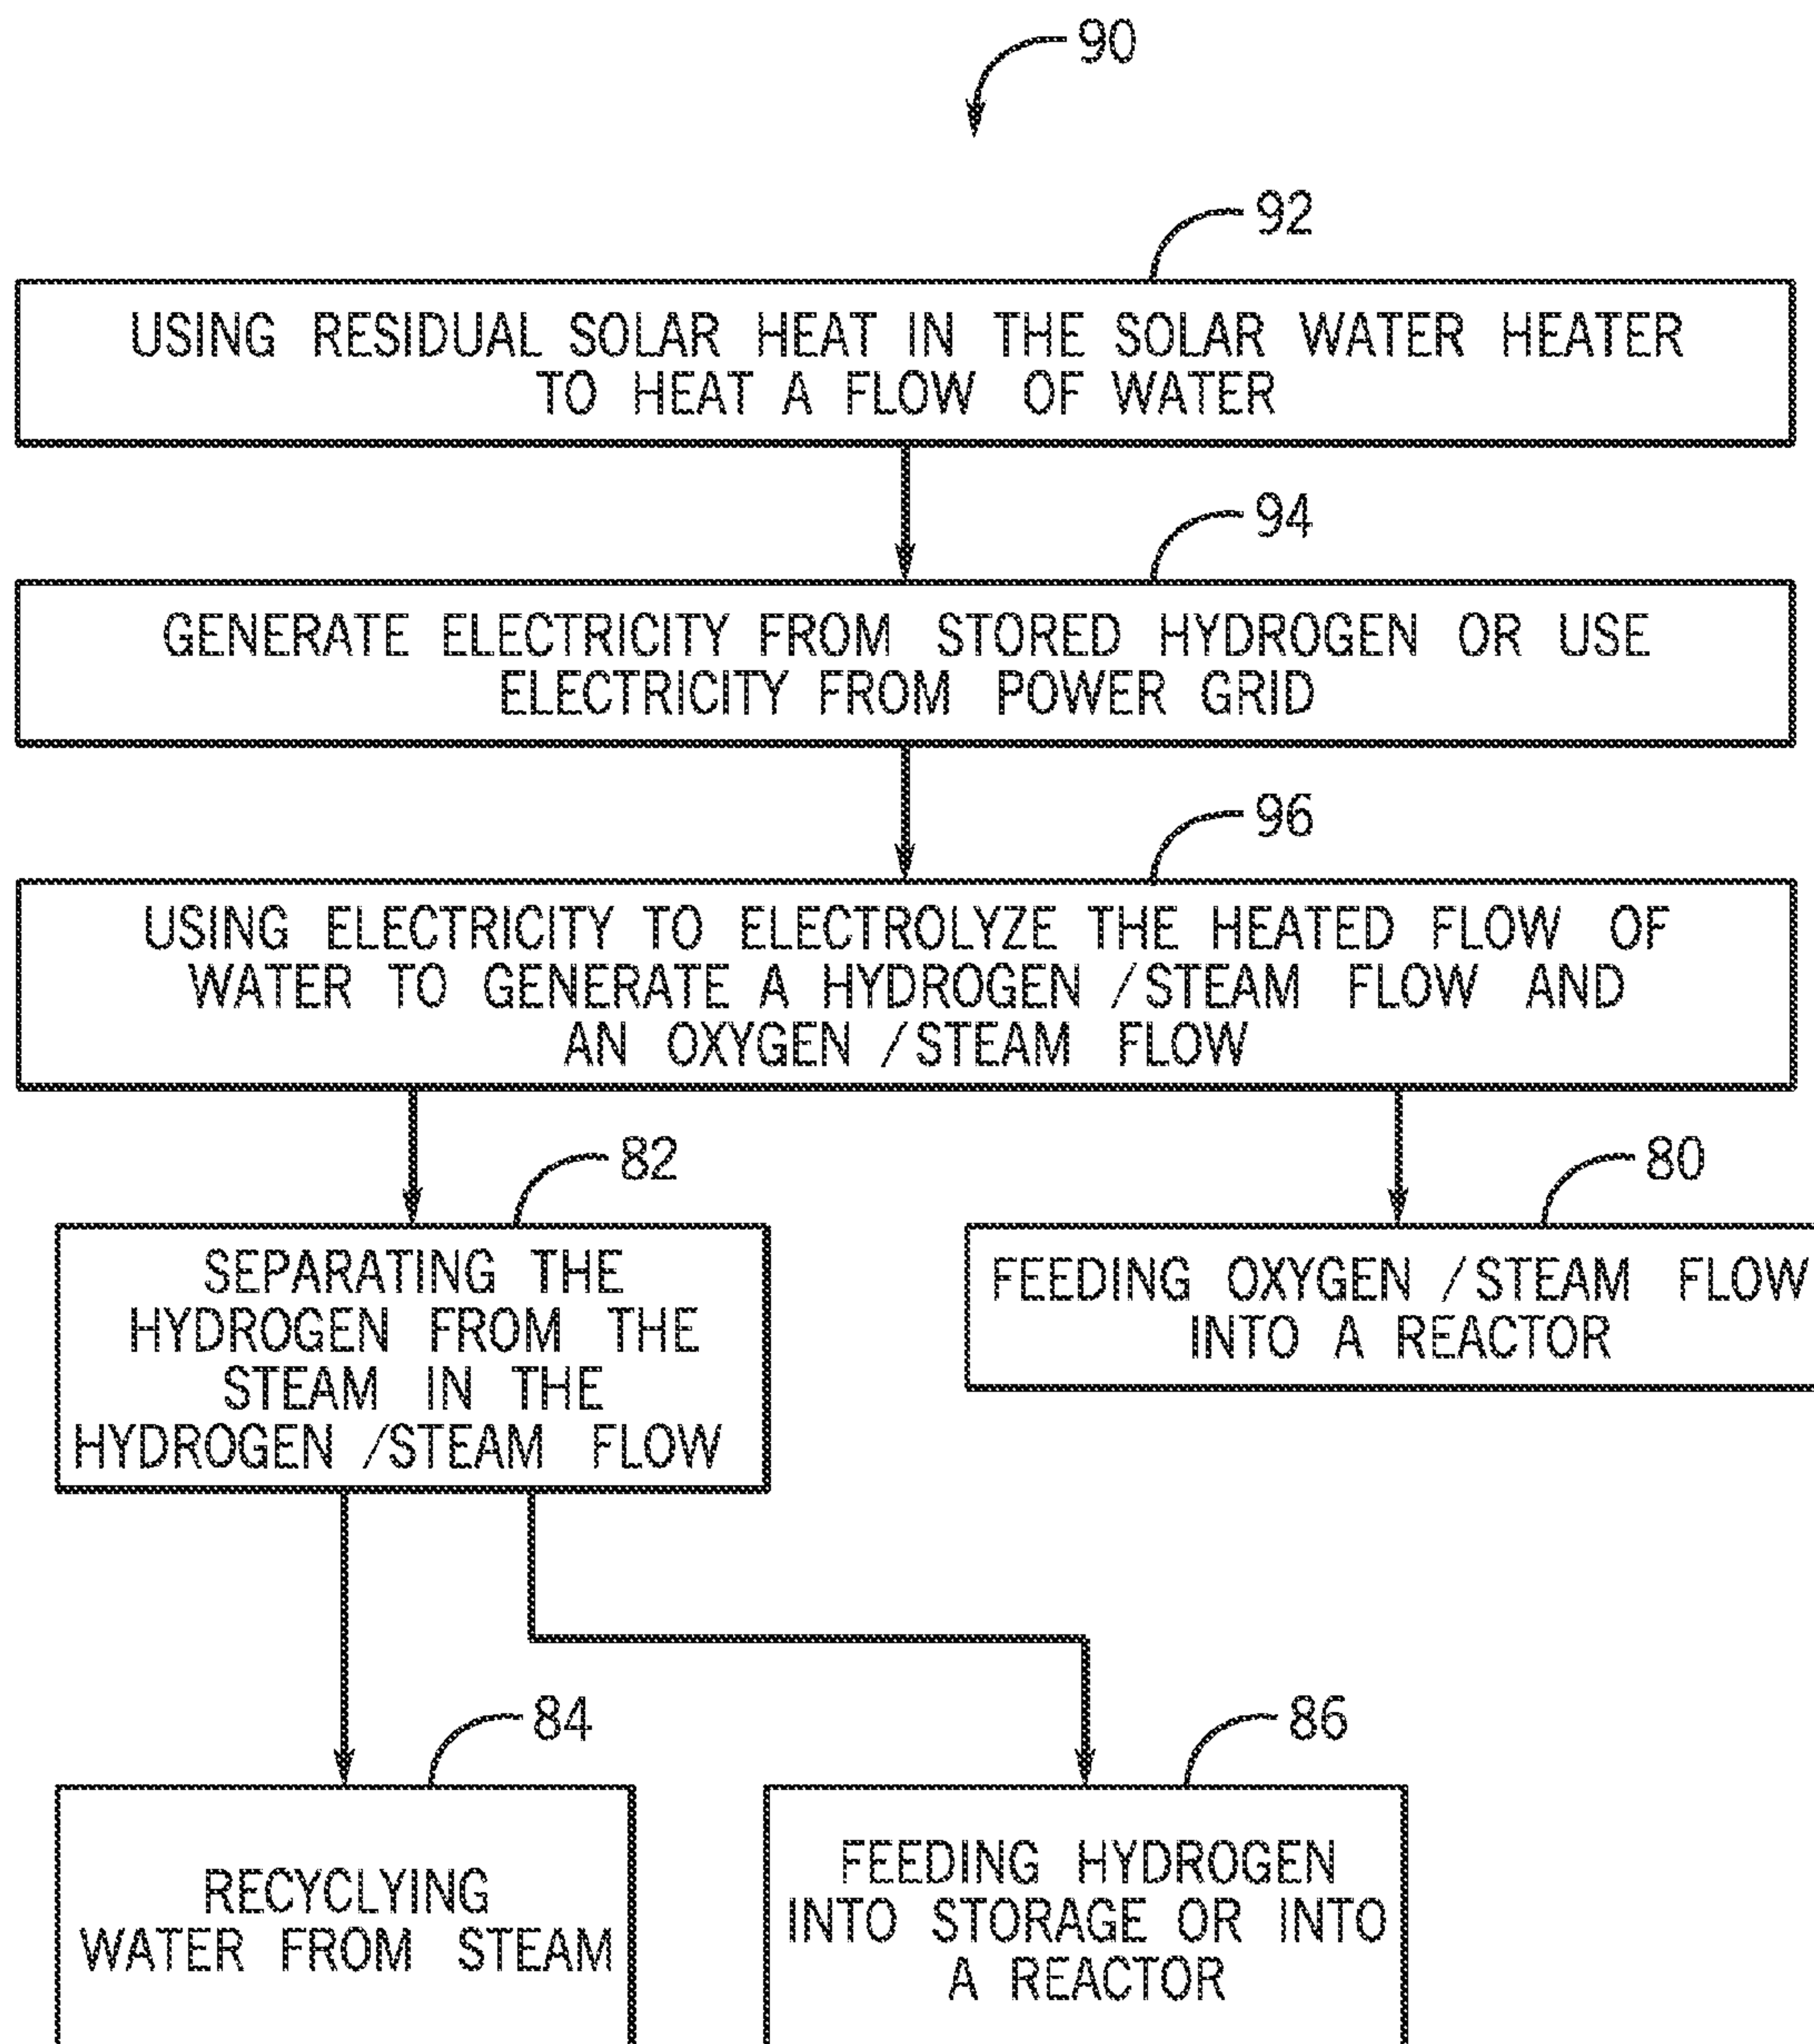 90
92
USING RESIDUAL SOLAR HEAT IN THE SOLAR WATER HEATER
TO HEAT A FLOW OF WATER
94
GENERATE ELECTRICITY FROM STORED HYDROGEN OR USE
ELECTRICITY FROM POWER GRID
96
USING ELECTRICITY TO ELECTROLYZE THE HEATED FLOW OF
WATER TO GENERATE A HYDROGEN /STEAM FLOW AND
AN OXYGEN /STEAM FLOW
82
SEPARATING THE
HYDROGEN FROM THE
STEAM IN THE
HYDROGEN /STEAM FLOW
80
FEEDING OXYGEN /STEAM FLOW
INTO A REACTOR
84
RECYCLYING
WATER FROM STEAM
86
FEEDING HYDROGEN
INTO STORAGE OR INTO
A REACTOR